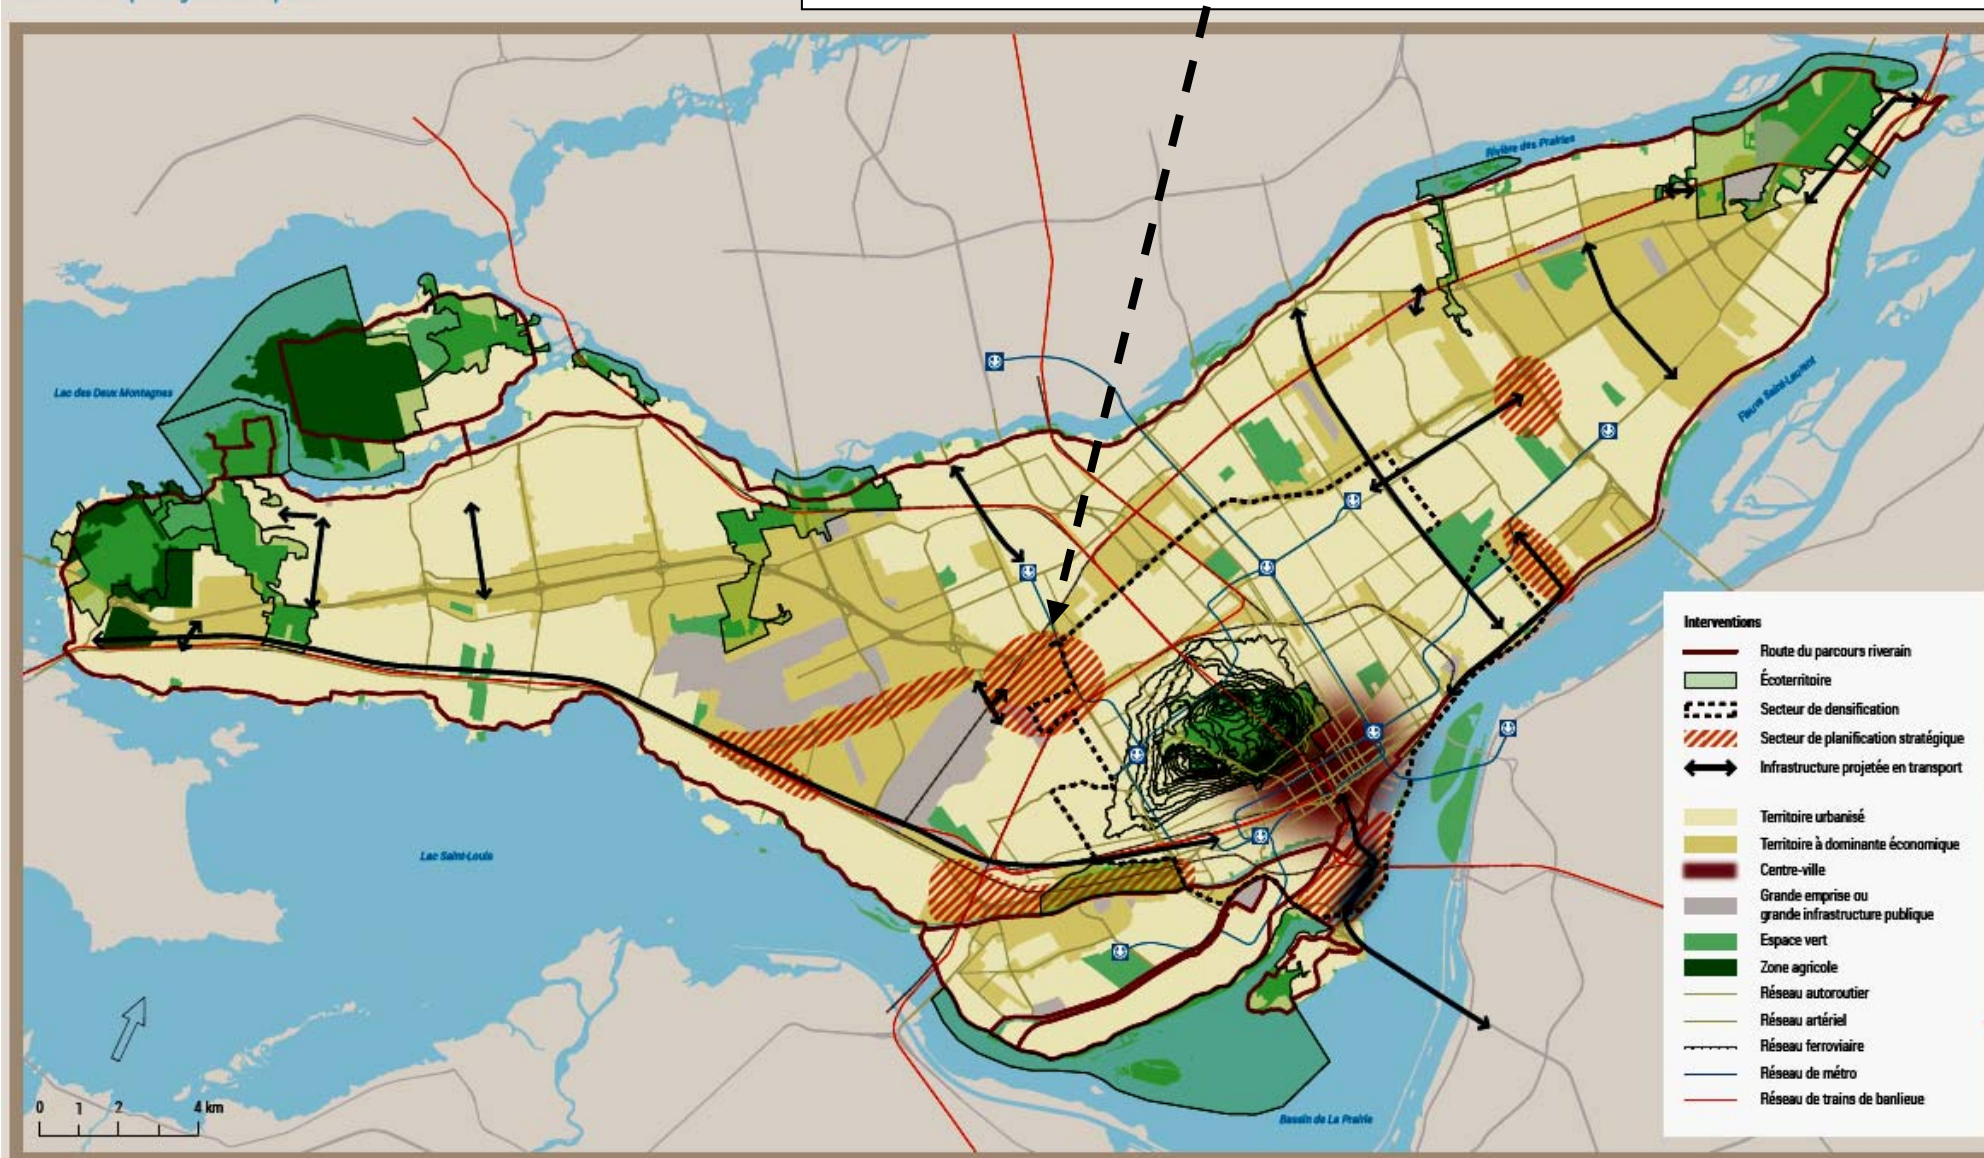 Rivière des Prairies
Lac des Deux Montagnes
Fleuve Saint-Laurent
Lac Saint-Louis
Bassin de La Prairie
0 1 2 4 km
Interventions
Route du parcours riverain
Écoterritoire
Secteur de densification
Secteur de planification stratégique
Infrastructure projetée en transport
Territoire urbanisé
Territoire à dominante économique
Centre-ville
Grande emprise ou
grande infrastructure publique
Espace vert
Zone agricole
Réseau autoroutier
Réseau artériel
Réseau ferroviaire
Réseau de métro
Réseau de trains de banlieue